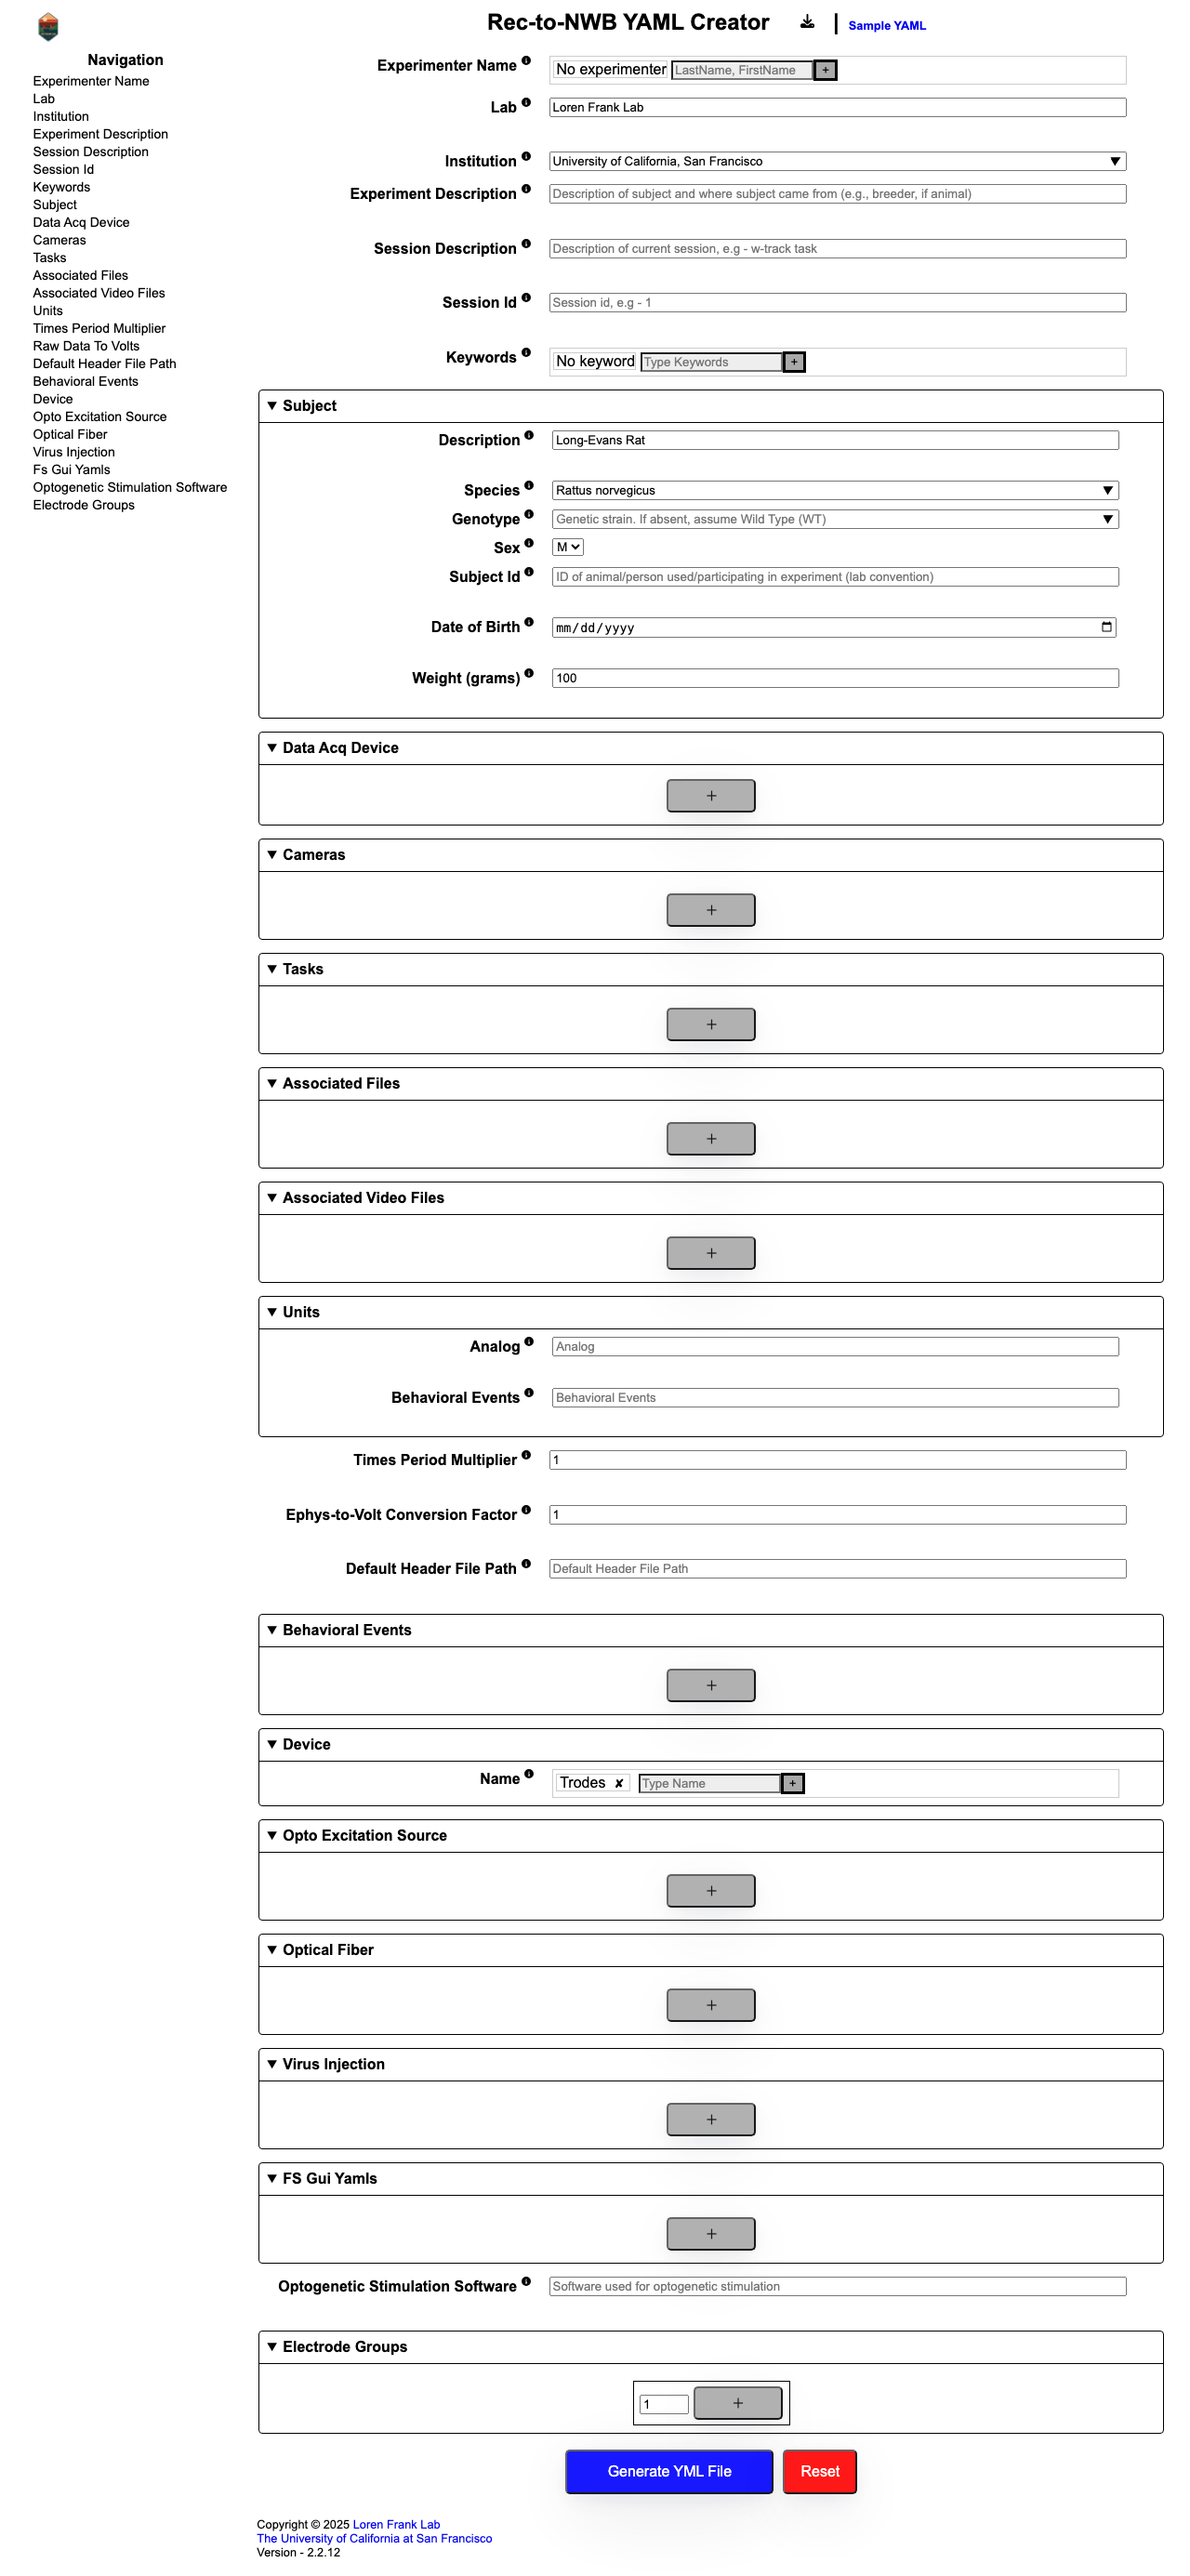 Rec-to-NWB YAML Creator
Sample YAML
Navigation
Experimenter Name
Lab
Institution
Experiment Description
Session Description
Session Id
Keywords
Subject
Data Acq Device
Cameras
Tasks
Associated Files
Associated Video Files
Units
Times Period Multiplier
Raw Data To Volts
Default Header File Path
Behavioral Events
Device
Opto Excitation Source
Optical Fiber
Virus Injection
Fs Gui Yamls
Optogenetic Stimulation Software
Electrode Groups
Experimenter Name No experimenter LastName, FirstName +
Lab Loren Frank Lab
Institution University of California, San Francisco
Experiment Description Description of subject and where subject came from (e.g., breeder, if animal)
Session Description Description of current session, e.g - w-track task
Session Id Session id, e.g - 1
Keywords No keyword Type Keywords +
Subject
Description Long-Evans Rat
Species Rattus norvegicus
Genotype Genetic strain. If absent, assume Wild Type (WT)
Sex M
Subject Id ID of animal/person used/participating in experiment (lab convention)
Date of Birth mm/dd/yyyy
Weight (grams) 100
Data Acq Device
+
Cameras
+
Tasks
+
Associated Files
+
Associated Video Files
+
Units
Analog Analog
Behavioral Events Behavioral Events
Times Period Multiplier 1
Ephys-to-Volt Conversion Factor 1
Default Header File Path Default Header File Path
Behavioral Events
+
Device
Name Trodes ✘ Type Name +
Opto Excitation Source
+
Optical Fiber
+
Virus Injection
+
FS Gui Yamls
+
Optogenetic Stimulation Software Software used for optogenetic stimulation
Electrode Groups
1 +
Generate YML File Reset
Copyright © 2025 Loren Frank Lab
The University of California at San Francisco
Version - 2.2.12